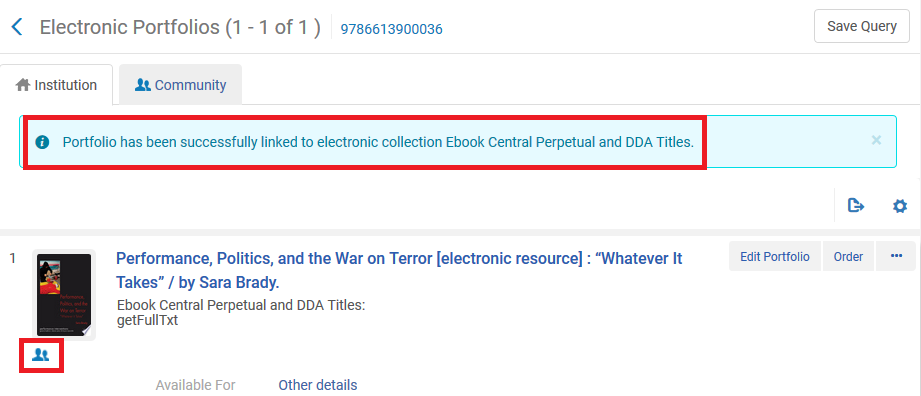 Electronic Portfolios (1 - 1 of 1 ) 9786613900036 Save Query
Institution Community
Portfolio has been successfully linked to electronic collection Ebook Central Perpetual and DDA Titles. ×
1 Performance, Politics, and the War on Terror [electronic resource] : “Whatever It Edit Portfolio Order
Takes” / by Sara Brady.
Ebook Central Perpetual and DDA Titles:
getFullTxt
Available For Other details